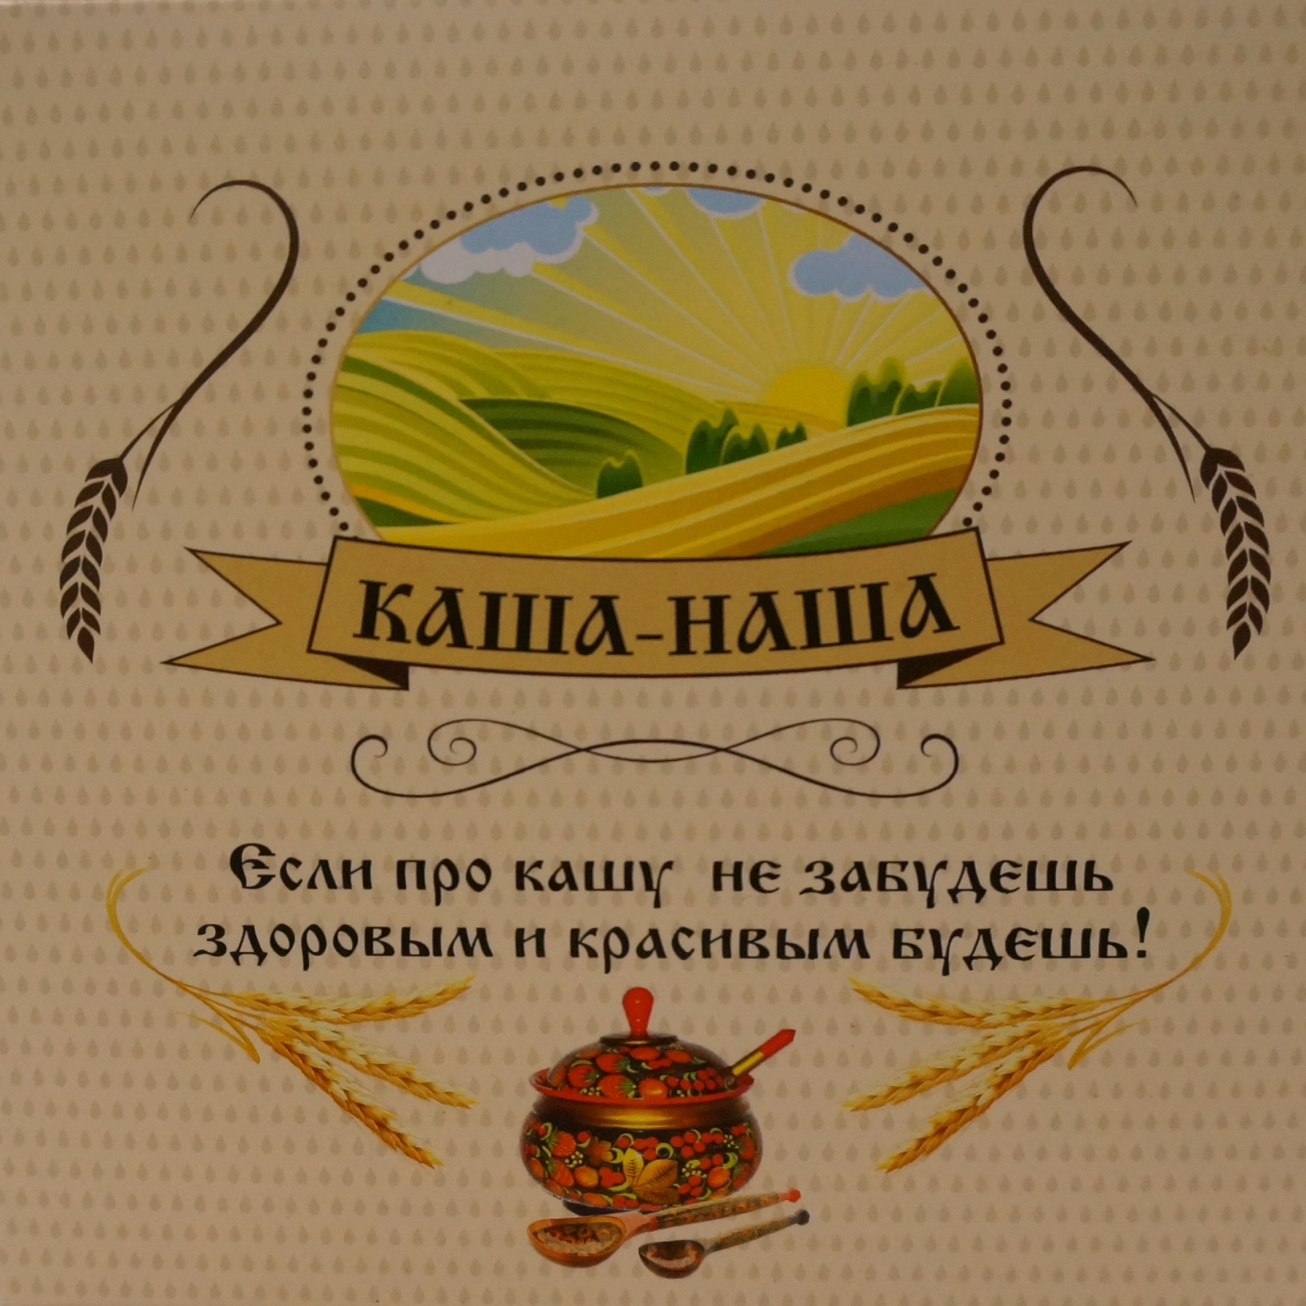 КАША-НАША
Если про кашу не забудешь
здоровым и красивым будешь!